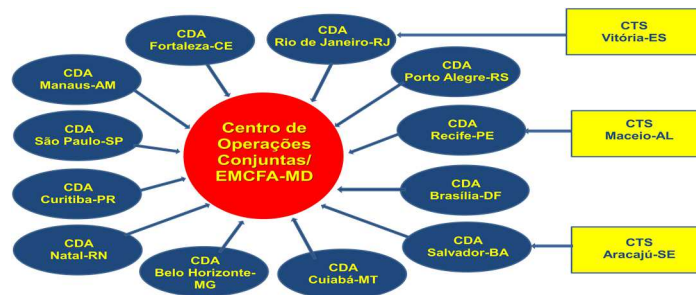 CDA
Fortaleza-CE
CDA
Rio de Janeiro-RJ
CTS
Vitória-ES
CDA
Manaus-AM
CDA
Porto Alegre-RS
Centro de
Operações
Conjuntas/
EMCFA-MD
CDA
São Paulo-SP
CDA
Recife-PE
CTS
Maceio-AL
CDA
Curitiba-PR
CDA
Brasília-DF
CDA
Natal-RN
CDA
Salvador-BA
CTS
Aracajú-SE
CDA
Belo Horizonte-
MG
CDA
Cuiabá-MT